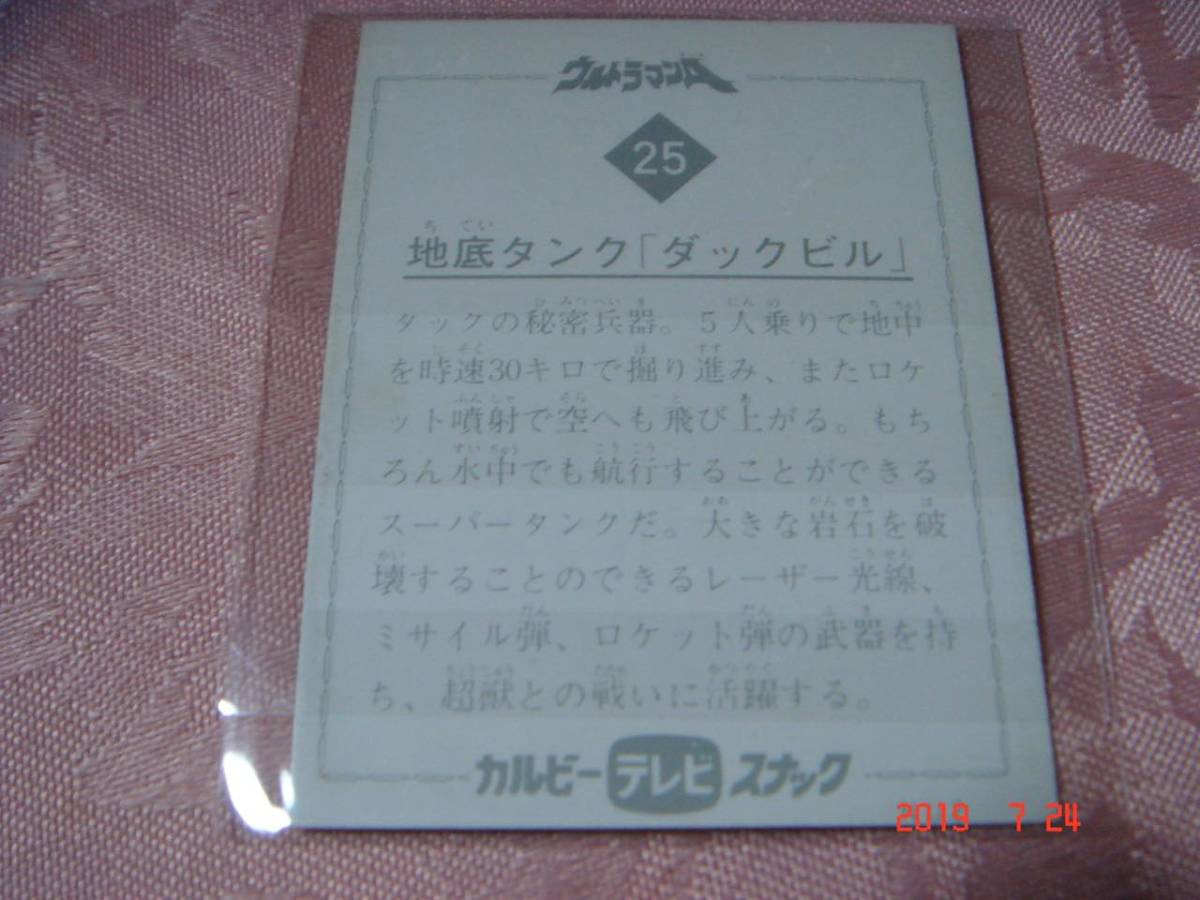 ウルトラマンA
25
地底タンク「ダックビル」
タックの秘密兵器。5人乗りで地中
を時速30キロで掘り進み、またロケ
ット噴射で空へも飛び上がる。もち
ろん水中でも航行することができる
スーパータンクだ。大きな岩石を破
壊することのできるレーザー光線、
ミサイル弾、ロケット弾の武器を持
ち、超獣との戦いに活躍する。
カルビー テレビ スナック
2019 7 24